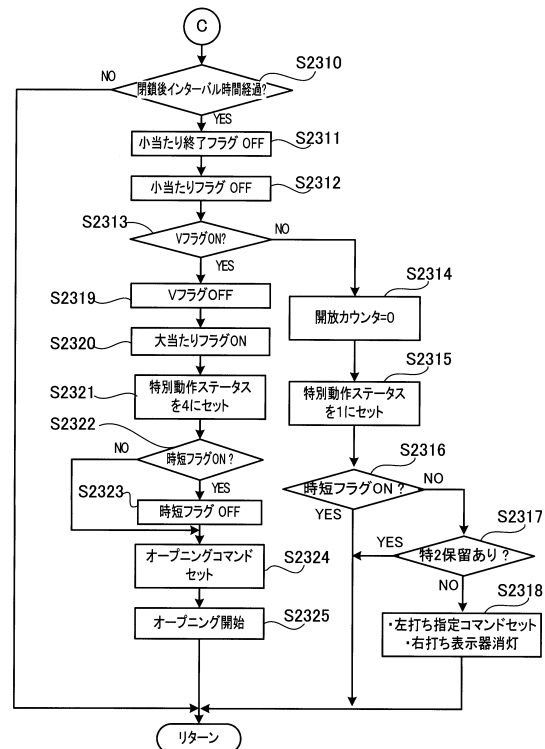 C
S2310
NO
閉鎖後インターバル時間経過?
YES
小当たり終了フラグ OFF
S2311
小当たりフラグ OFF
S2312
S2313
NO
VフラグON?
YES
S2314
S2319
VフラグOFF
開放カウンタ=0
S2320
大当たりフラグON
S2315
S2321
特別動作ステータス
を4にセット
特別動作ステータス
を1にセット
S2322
NO
時短フラグON?
YES
S2316
時短フラグON?
NO
YES
S2323
時短フラグ OFF
S2317
YES
特2保留あり?
NO
オープニングコマンド
セット
S2324
S2318
・左打ち指定コマンドセット
・右打ち表示器消灯
オープニング開始
S2325
リターン